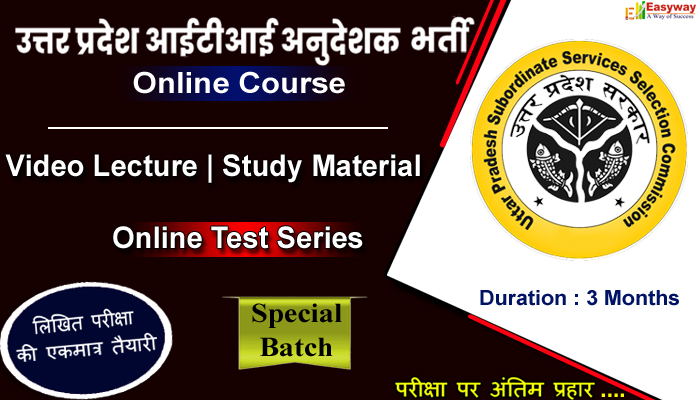 Easyway
A Way of Success
उत्तर प्रदेश आईटीआई अनुदेशक भर्ती
Online Course
Video Lecture | Study Material
Online Test Series
Uttar Pradesh Subordinate Services Selection Commission
उत्तर प्रदेश सरकार
Duration : 3 Months
लिखित परीक्षा
की एकमात्र तैयारी
Special
Batch
परीक्षा पर अंतिम प्रहार ....